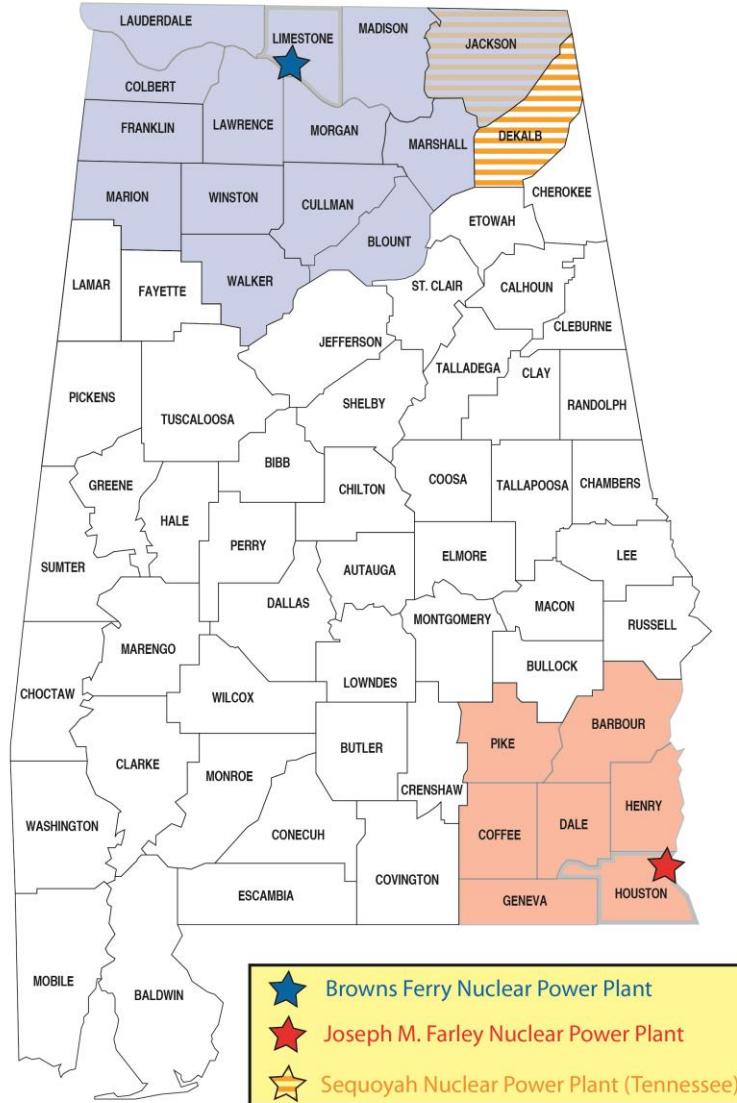 LAUDERDALE
LIMESTONE
MADISON
JACKSON
COLBERT
FRANKLIN
LAWRENCE
MORGAN
MARSHALL
DEKALB
MARION
WINSTON
CULLMAN
BLOUNT
ETOWAH
CHEROKEE
LAMAR
FAYETTE
WALKER
ST. CLAIR
CALHOUN
CLEBURNE
JEFFERSON
TALLADEGA
CLAY
RANDOLPH
PICKENS
TUSCALOOSA
SHELBY
BIBB
GREENE
HALE
CHILTON
COOSA
TALLAPOOSA
CHAMBERS
PERRY
SUMTER
AUTAUGA
ELMORE
LEE
DALLAS
MONTGOMERY
MACON
RUSSELL
MARENGO
BULLOCK
CHOCTAW
WILCOX
LOWNDES
BARBOUR
PIKE
BUTLER
CLARKE
MONROE
CRENSHAW
HENRY
WASHINGTON
CONECUH
COFFEE
DALE
COVINGTON
ESCAMBIA
GENEVA
HOUSTON
MOBILE
BALDWIN
Browns Ferry Nuclear Power Plant
Joseph M. Farley Nuclear Power Plant
Sequoyah Nuclear Power Plant (Tennessee)